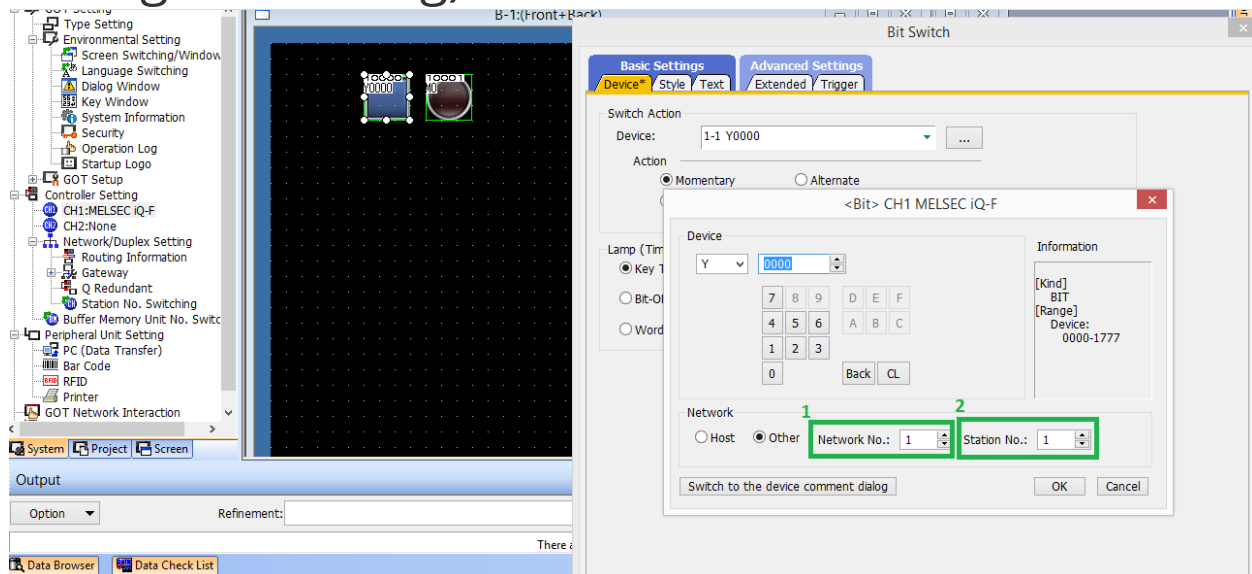 GOT Setting
Type Setting
Environmental Setting
Screen Switching/Window
Language Switching
Dialog Window
Key Window
System Information
Security
Operation Log
Startup Logo
GOT Setup
Controller Setting
CH1:MELSEC iQ-F
CH2:None
Network/Duplex Setting
Routing Information
Gateway
Q Redundant
Station No. Switching
Buffer Memory Unit No. Switc
Peripheral Unit Setting
PC (Data Transfer)
Bar Code
RFID
Printer
GOT Network Interaction
System Project Screen
Output
Option Refinement:
There a
Data Browser Data Check List
B-1:(Front+Back)
10001
Y0000
Bit Switch
Basic Settings Advanced Settings
Device* Style Text Extended Trigger
Switch Action
Device: 1-1 Y0000 ...
Action
Momentary Alternate
Lamp (Tim
Key T
Bit-O
Word
<Bit> CH1 MELSEC iQ-F
Device
Y 0000
7 8 9 D E F
4 5 6 A B C
1 2 3
0 Back CL
Information
[Kind]
BIT
[Range]
Device:
0000-1777
Network
1 2
Host Other Network No.: 1 Station No.: 1
Switch to the device comment dialog OK Cancel